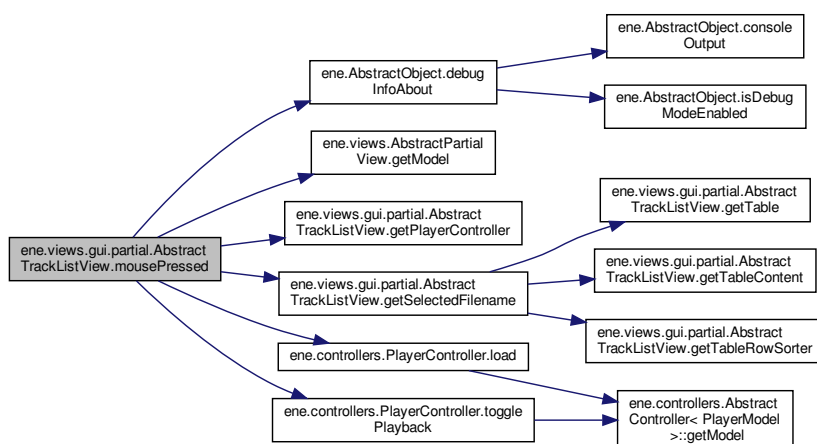 ene.AbstractObject.console
Output
ene.AbstractObject.debug
InfoAbout
ene.AbstractObject.isDebug
ModeEnabled
ene.views.AbstractPartial
View.getModel
ene.views.gui.partial.Abstract
TrackListView.getTable
ene.views.gui.partial.Abstract
TrackListView.getPlayerController
ene.views.gui.partial.Abstract
TrackListView.mousePressed
ene.views.gui.partial.Abstract
TrackListView.getTableContent
ene.views.gui.partial.Abstract
TrackListView.getSelectedFilename
ene.views.gui.partial.Abstract
TrackListView.getTableRowSorter
ene.controllers.PlayerController.load
ene.controllers.PlayerController.toggle
Playback
ene.controllers.Abstract
Controller< PlayerModel
>::getModel